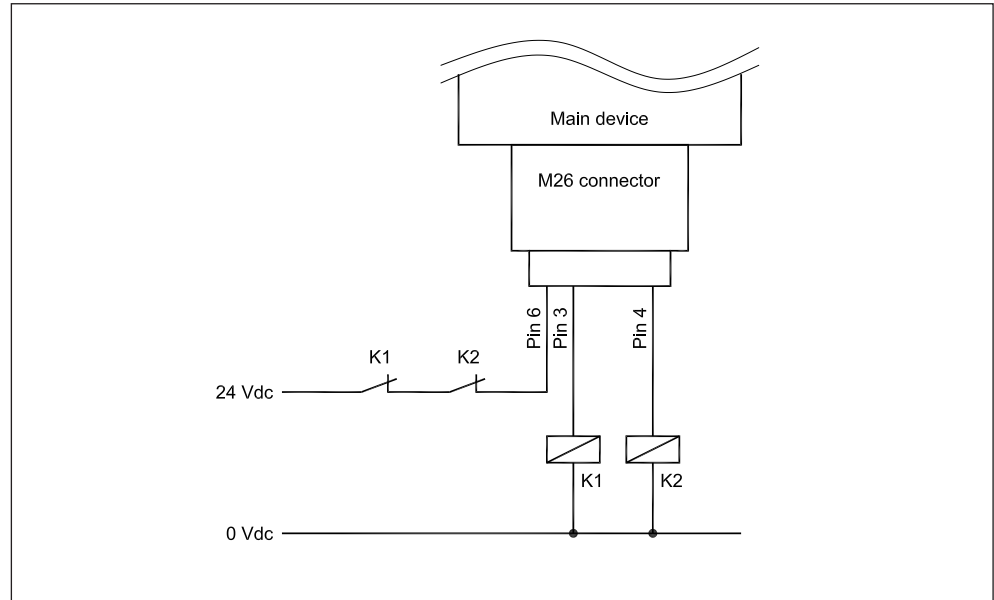 Main device
M26 connector
Pin 6
Pin 3
Pin 4
K1
K2
24 Vdc
K1
K2
0 Vdc